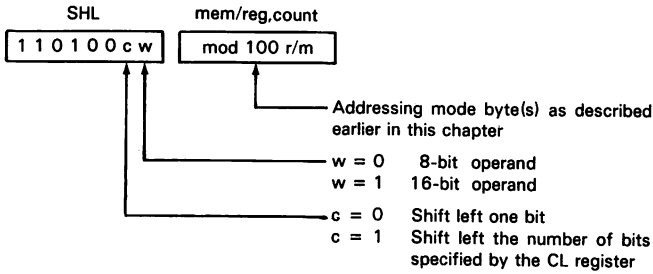 SHL mem/reg,count
1 1 0 1 0 0 c w mod 100 r/m
Addressing mode byte(s) as described
earlier in this chapter
w = 0 8-bit operand
w = 1 16-bit operand
c = 0 Shift left one bit
c = 1 Shift left the number of bits
specified by the CL register